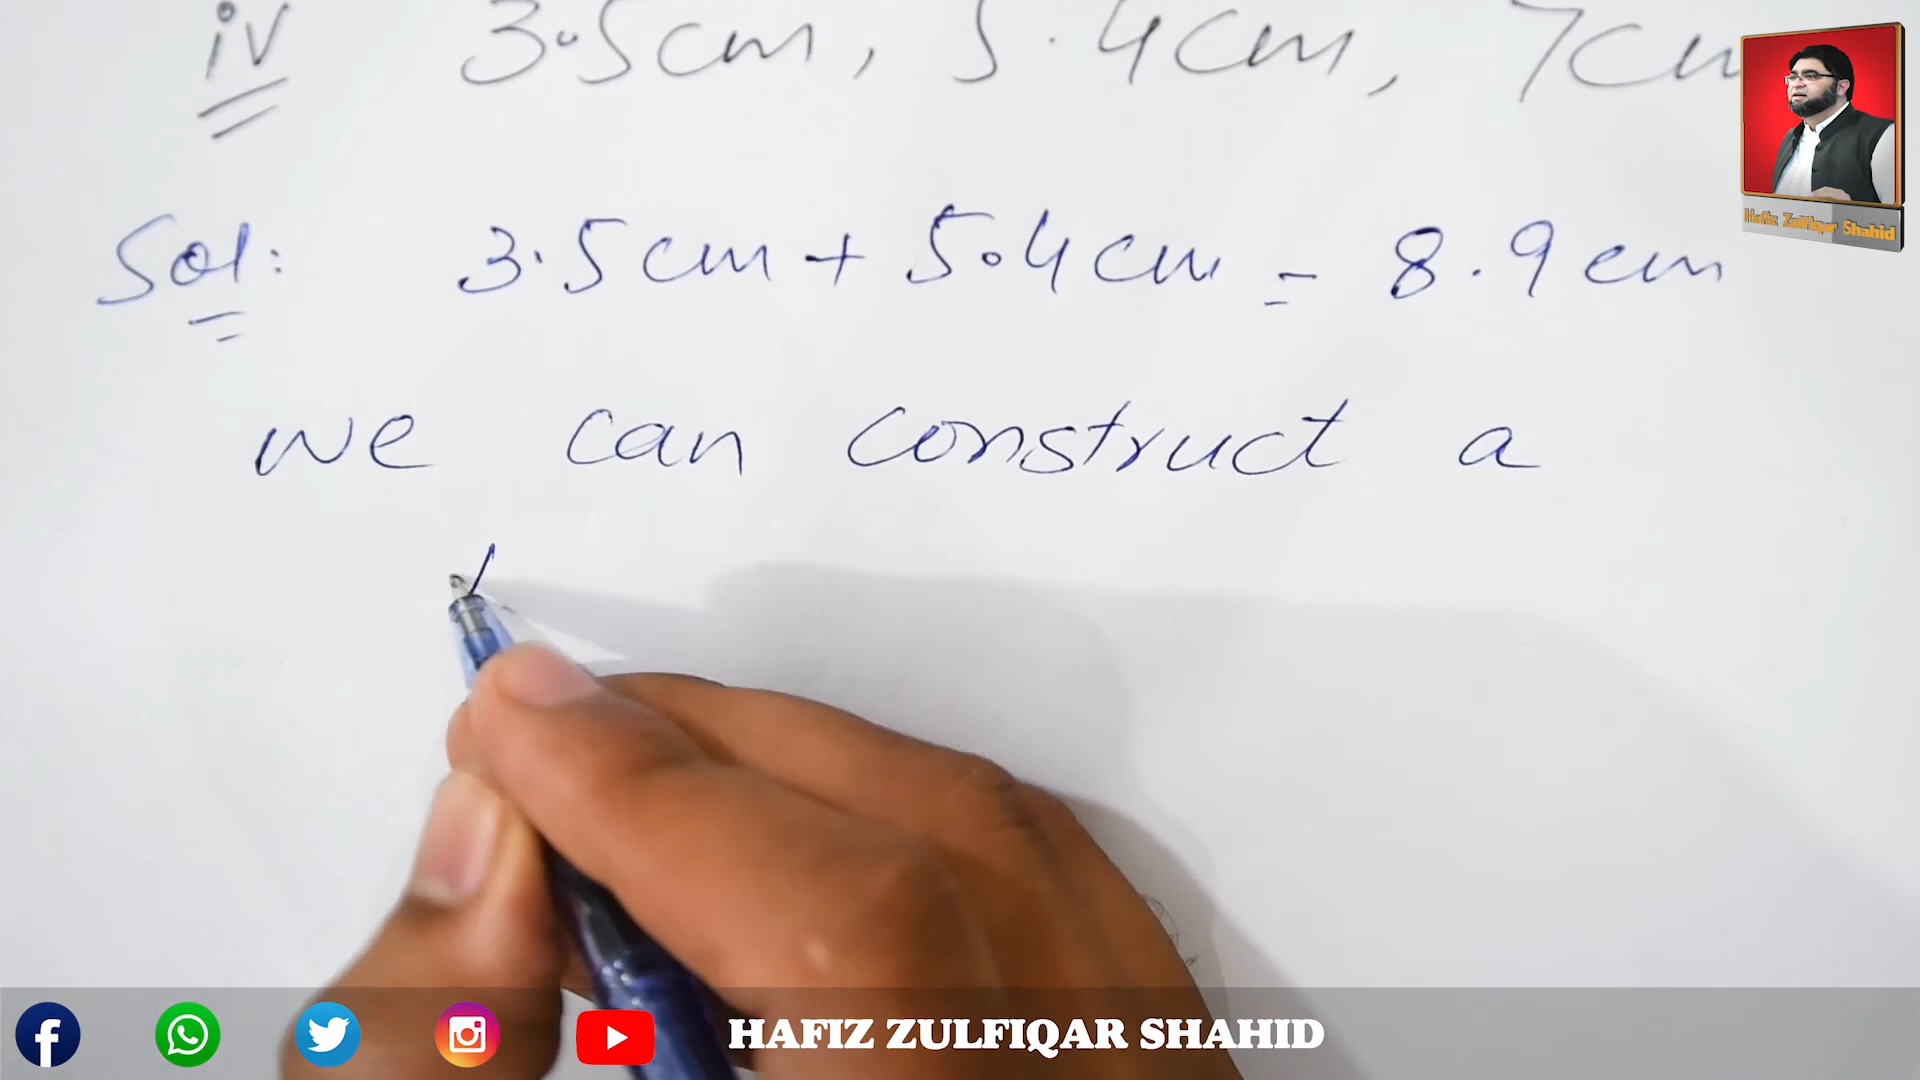 iv 3.5cm, 5.4cm, 7cm
Hafiz Zulfiqar Shahid
Sol: 3.5cm + 5.4cm = 8.9cm
we can construct a
HAFIZ ZULFIQAR SHAHID